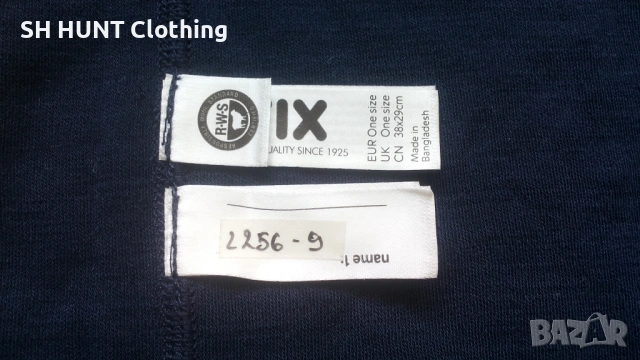 SH HUNT Clothing
R·W·S
IX
SINCE 1925
EUR One size
UK One size
CN 38x29cm
Made in
Bangladesh
2256-9
name
BAZAR